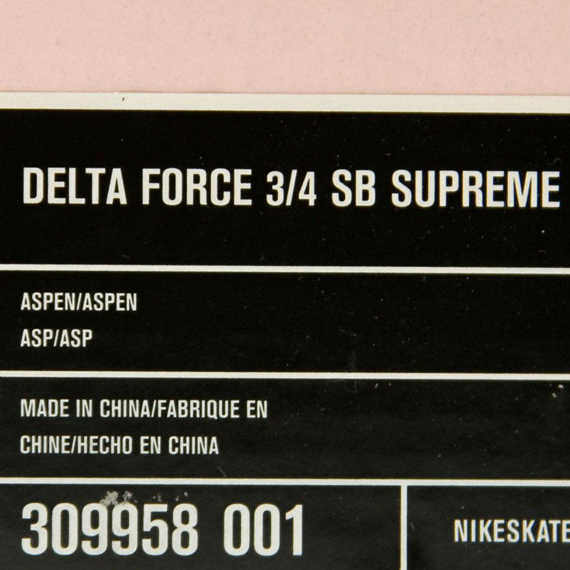 DELTA FORCE 3/4 SB SUPREME
ASPEN/ASPEN
ASP/ASP
MADE IN CHINA/FABRIQUE EN
CHINE/HECHO EN CHINA
309958 001
NIKESKATE